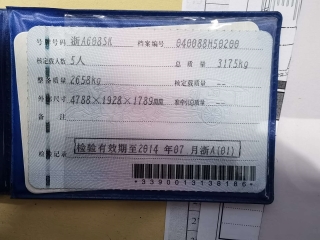 号牌号码 浙A6085K 档案编号 040088H50200
核定载人数 5人 总质量 3175kg
整备质量 2658kg 核定载质量 --
外廓尺寸 4788×1928×1789mm 准牵引总质量 --
备注
检验记录 检验有效期至2014年07月浙A(01)
*3390013138186*